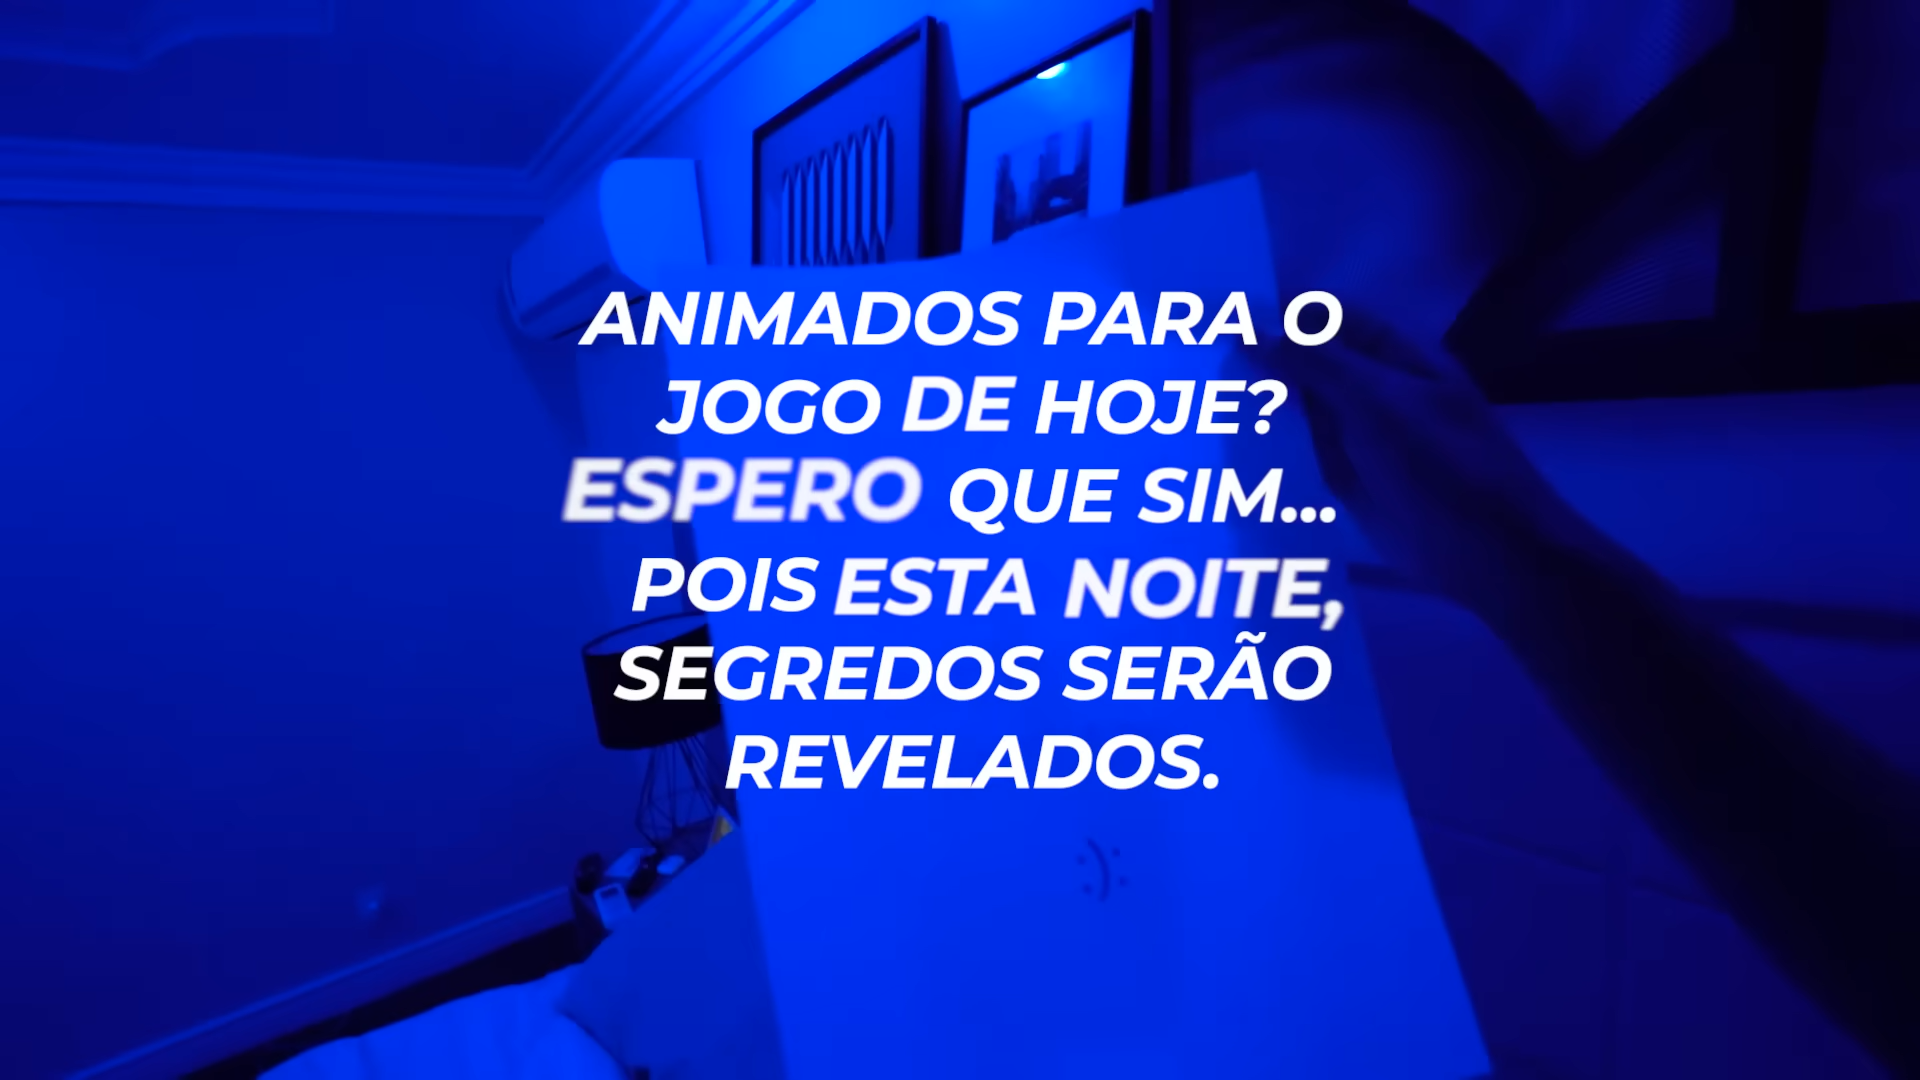 ANIMADOS PARA O
JOGO DE HOJE?
ESPERO QUE SIM...
POIS ESTA NOITE,
SEGREDOS SERÃO
REVELADOS.
:):